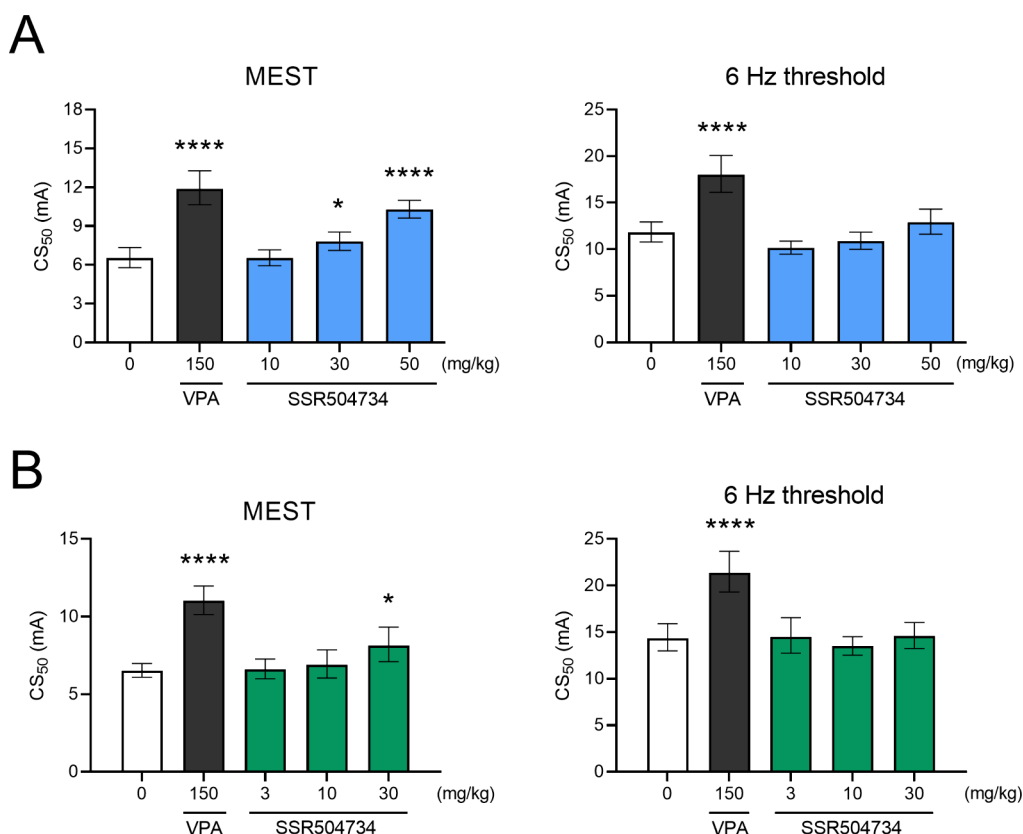 A
MEST
18
15
12
9
6
3
0
CS50 (mA)
****
*
****
0 150 10 30 50 (mg/kg)
VPA SSR504734
6 Hz threshold
25
20
15
10
5
0
CS50 (mA)
****
0 150 10 30 50 (mg/kg)
VPA SSR504734
B
MEST
15
10
5
0
CS50 (mA)
****
*
0 150 3 10 30 (mg/kg)
VPA SSR504734
6 Hz threshold
25
20
15
10
5
0
CS50 (mA)
****
0 150 3 10 30 (mg/kg)
VPA SSR504734